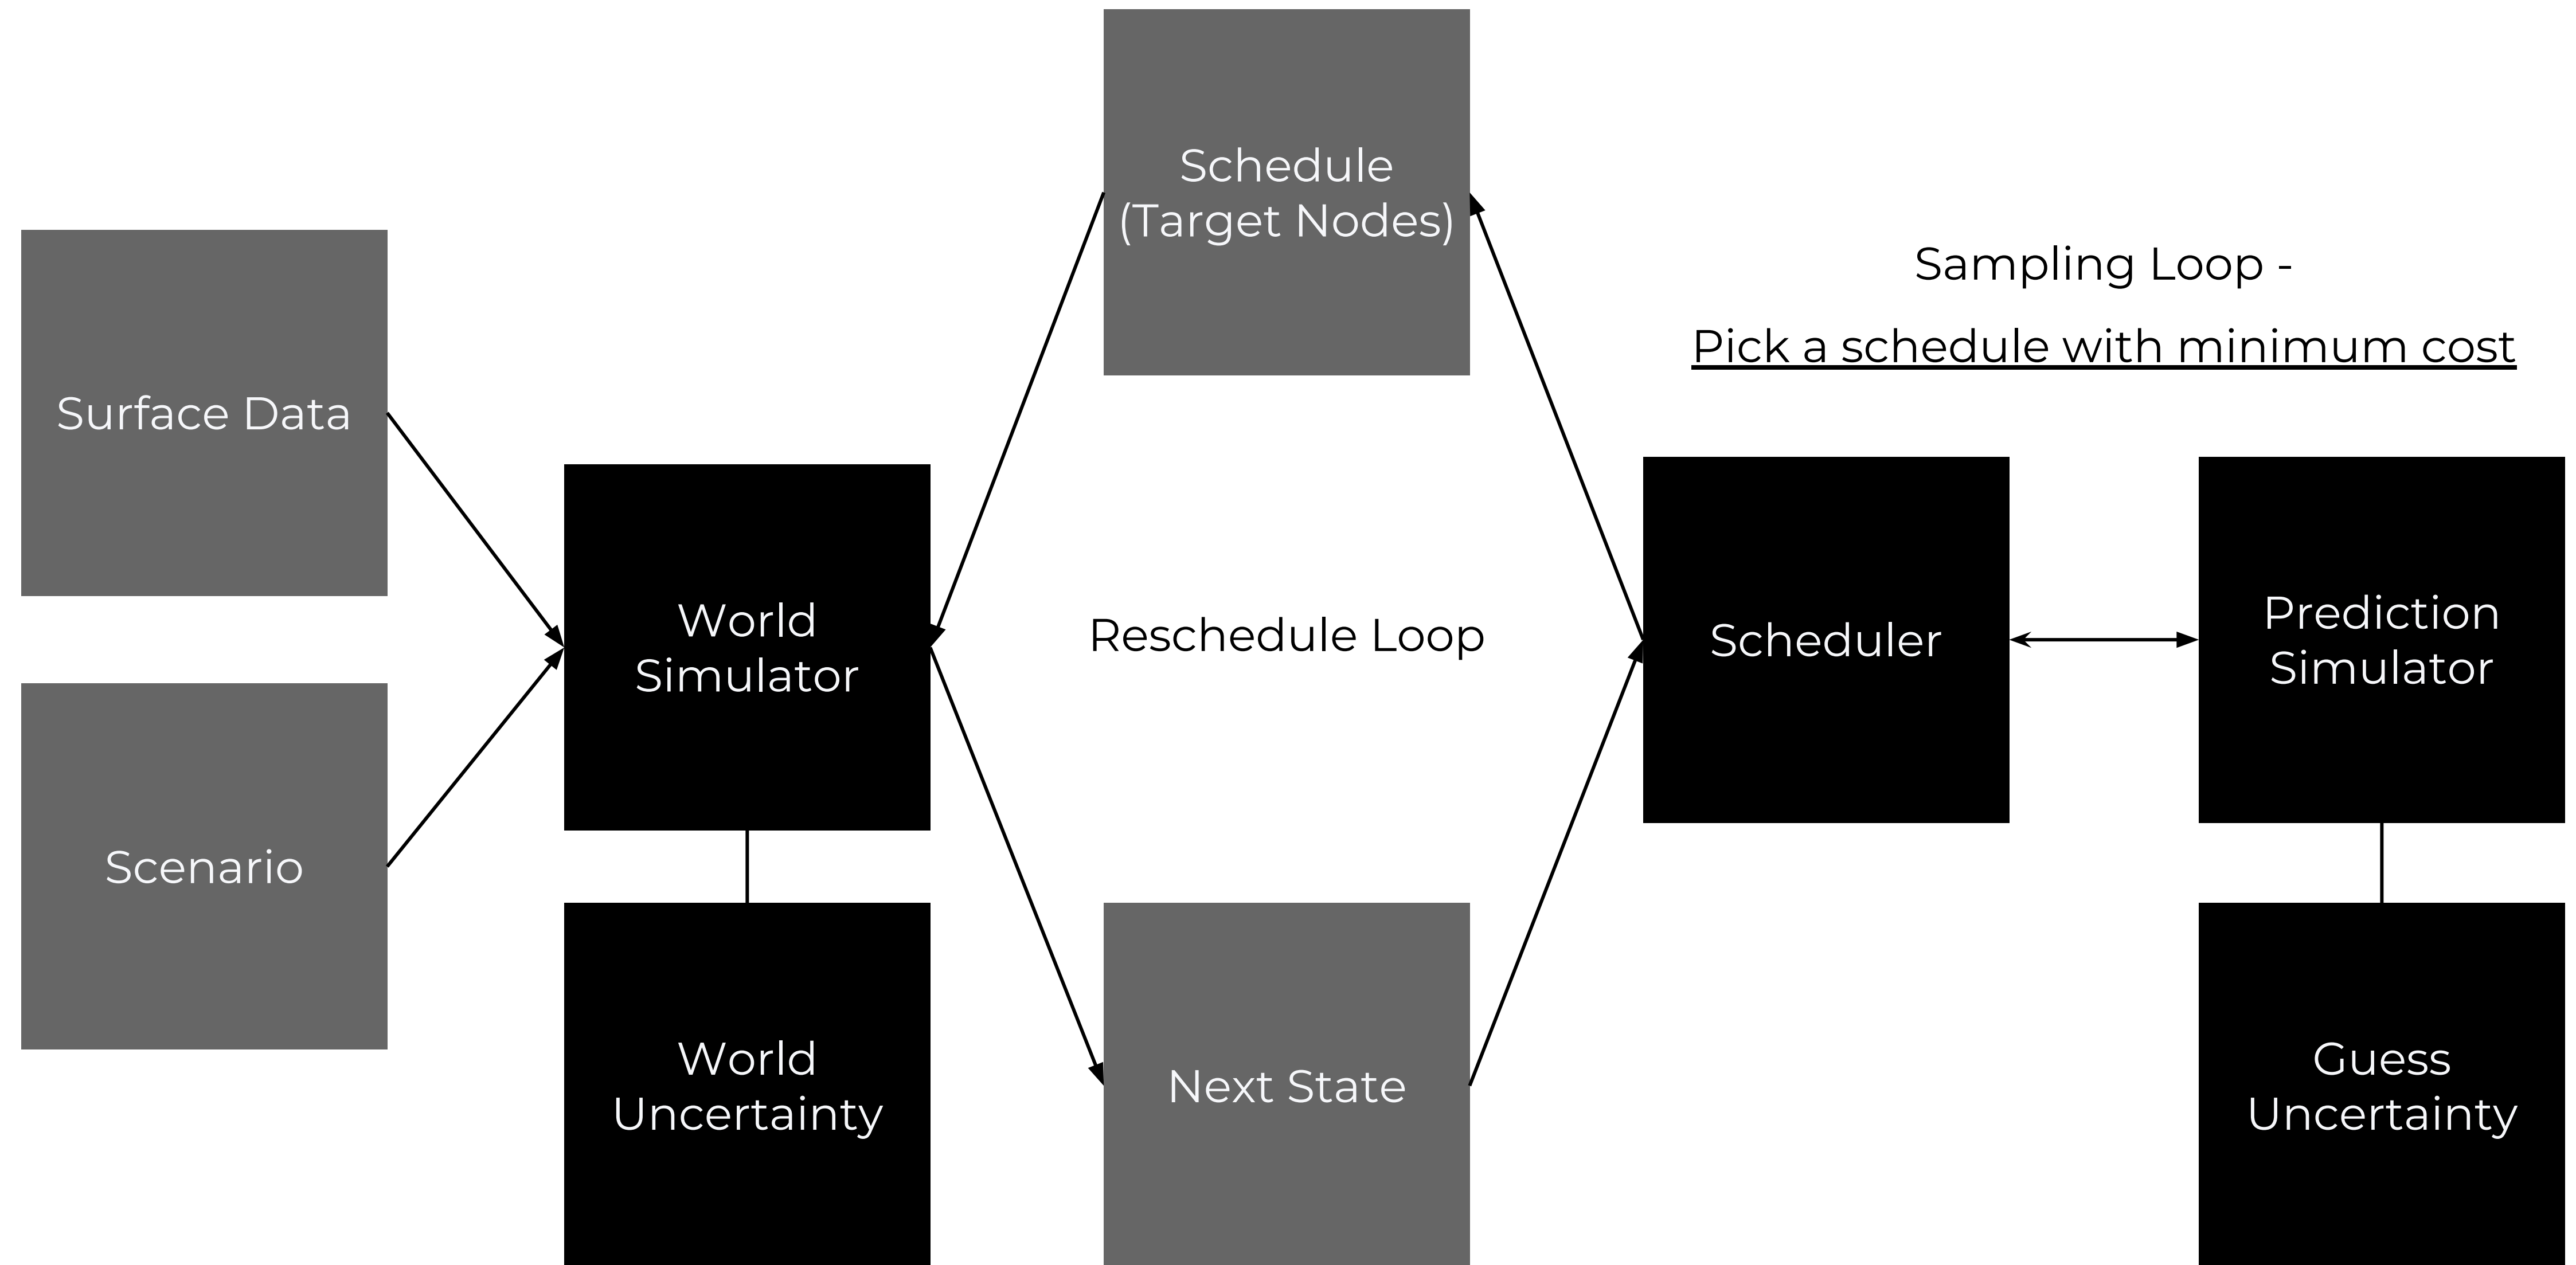 Schedule
(Target Nodes)
Sampling Loop -
Pick a schedule with minimum cost
Surface Data
World
Simulator
Reschedule Loop
Scheduler
Prediction
Simulator
Scenario
World
Uncertainty
Next State
Guess
Uncertainty